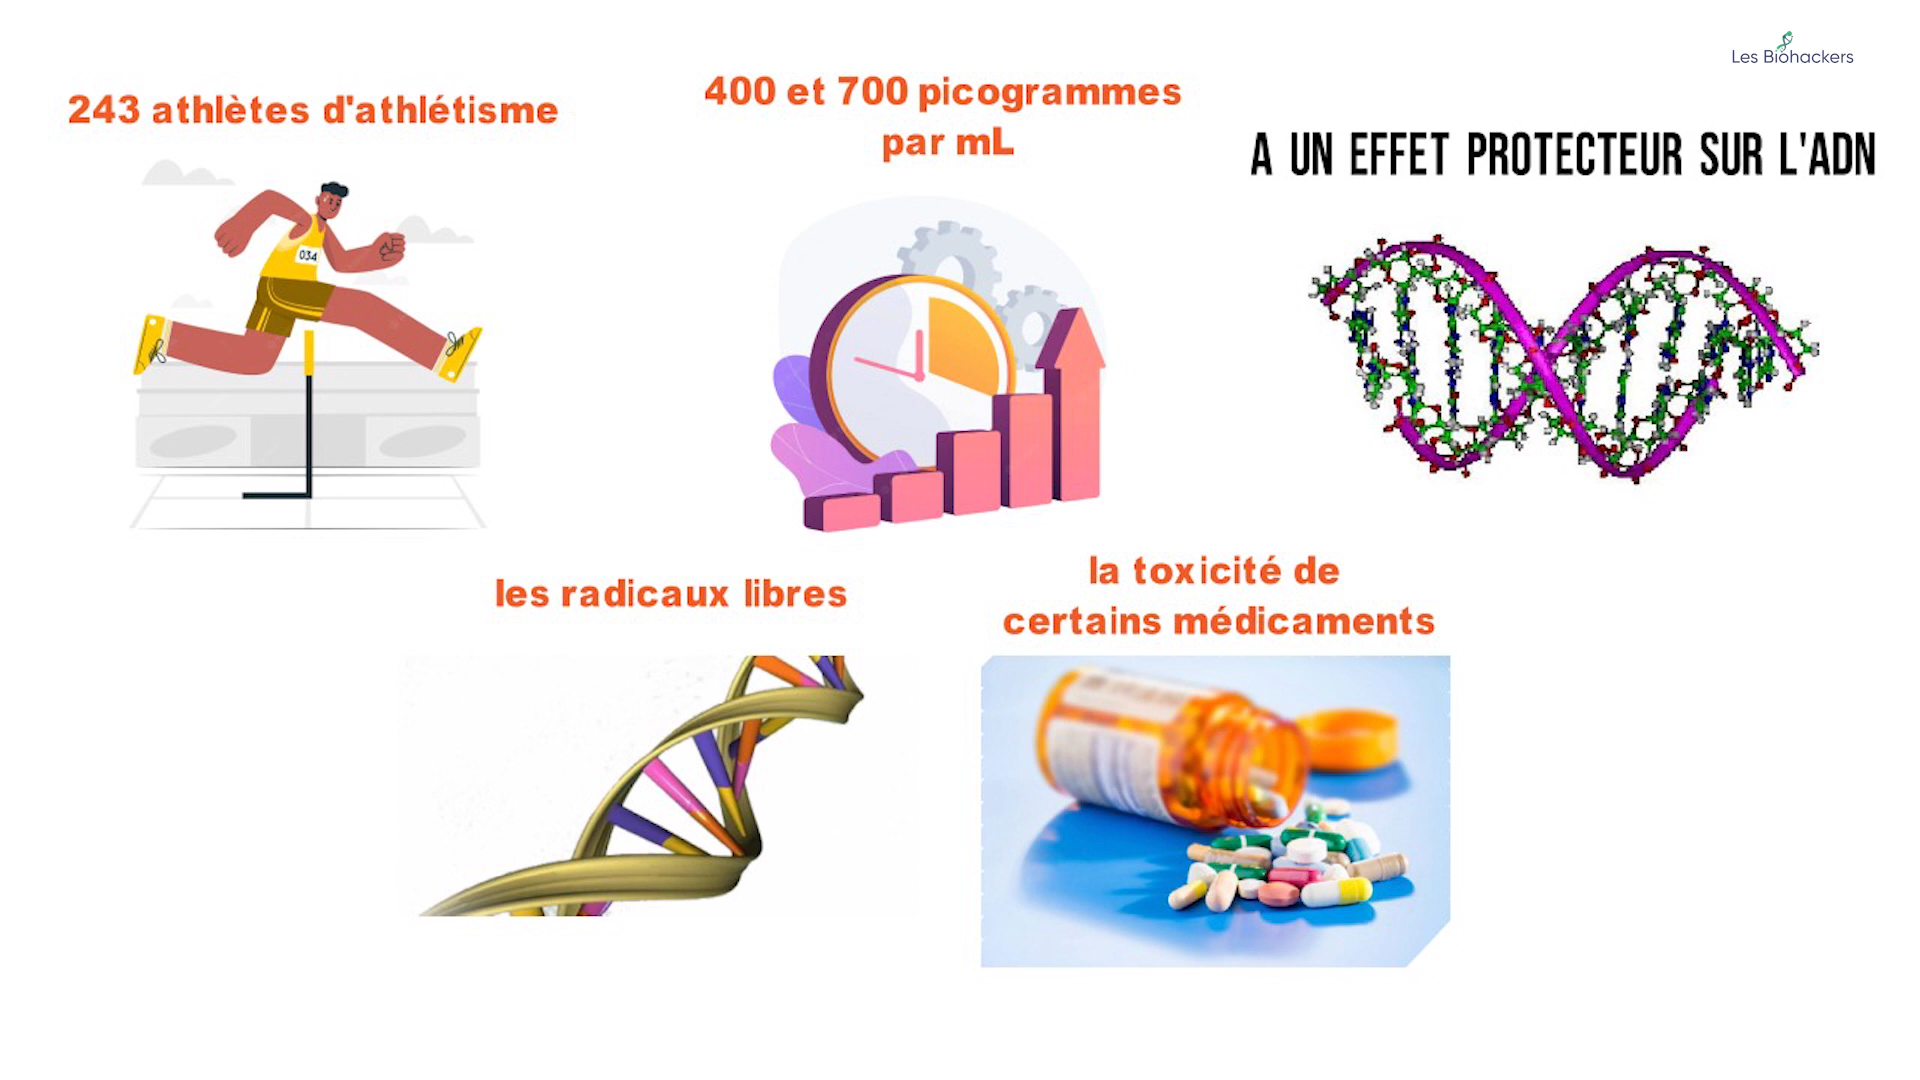 Les Biohackers
243 athlètes d'athlétisme
400 et 700 picogrammes
par mL
A UN EFFET PROTECTEUR SUR L'ADN
034
les radicaux libres
la toxicité de
certains médicaments